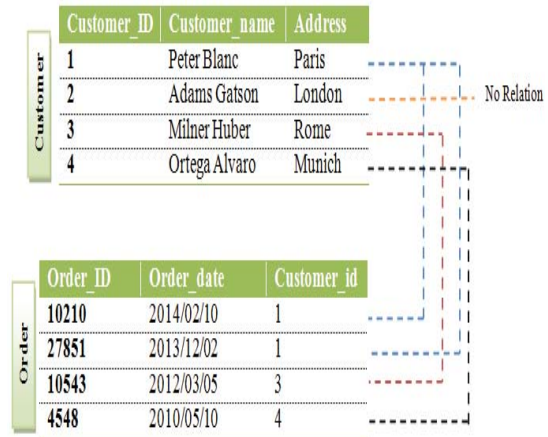 Customer
Customer_ID Customer_name Address
1 Peter Blanc Paris
2 Adams Gatson London
3 Milner Huber Rome
4 Ortega Alvaro Munich
No Relation
Order
Order_ID Order_date Customer_id
10210 2014/02/10 1
27851 2013/12/02 1
10543 2012/03/05 3
4548 2010/05/10 4